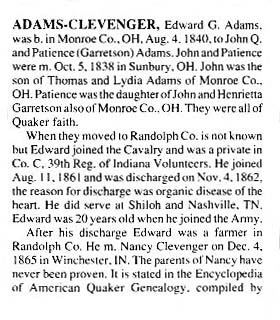 ADAMS-CLEVENGER, Edward G. Adams,
was b. in Monroe Co., OH, Aug. 4, 1840, to John Q.
and Patience (Garretson) Adams. John and Patience
were m. Oct. 5, 1838 in Sunbury, OH. John was the
son of Thomas and Lydia Adams of Monroe Co.,
OH. Patience was the daughter of John and Henrietta
Garretson also of Monroe Co., OH. They were all of
Quaker faith.
When they moved to Randolph Co. is not known
but Edward joined the Cavalry and was a private in
Co. C, 39th Reg. of Indiana Volunteers. He joined
Aug. 11, 1861 and was discharged on Nov. 4, 1862,
the reason for discharge was organic disease of the
heart. He did serve at Shiloh and Nashville, TN.
Edward was 20 years old when he joined the Army.
After his discharge Edward was a farmer in
Randolph Co. He m. Nancy Clevenger on Dec. 4,
1865 in Winchester, IN. The parents of Nancy have
never been proven. It is stated in the Encyclopedia
of American Quaker Genealogy, compiled by